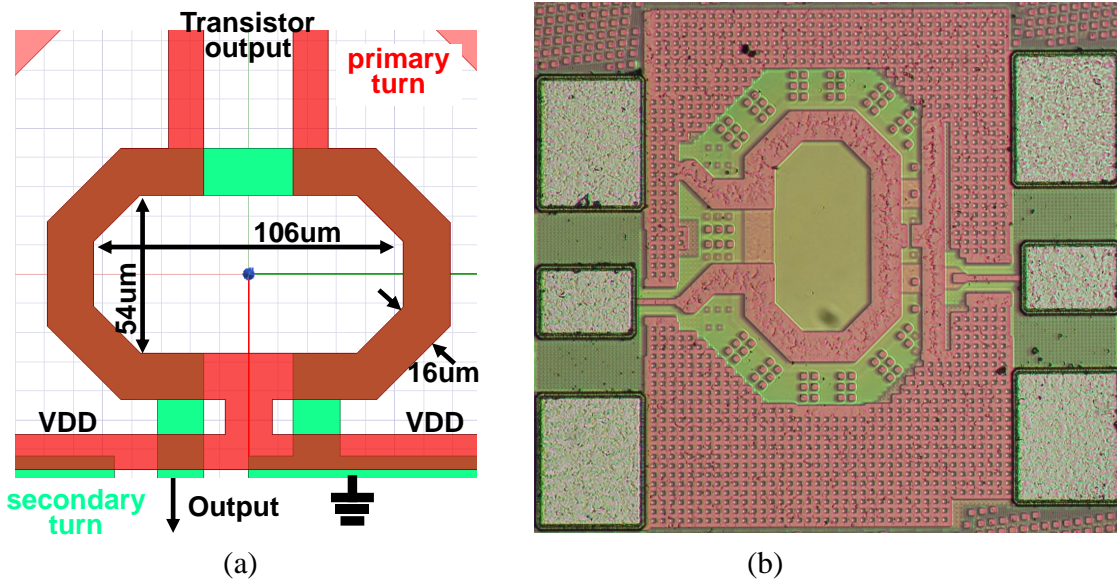 Transistor
output
primary
turn
106um
54um
16um
VDD
VDD
secondary
turn
Output
(a)
(b)